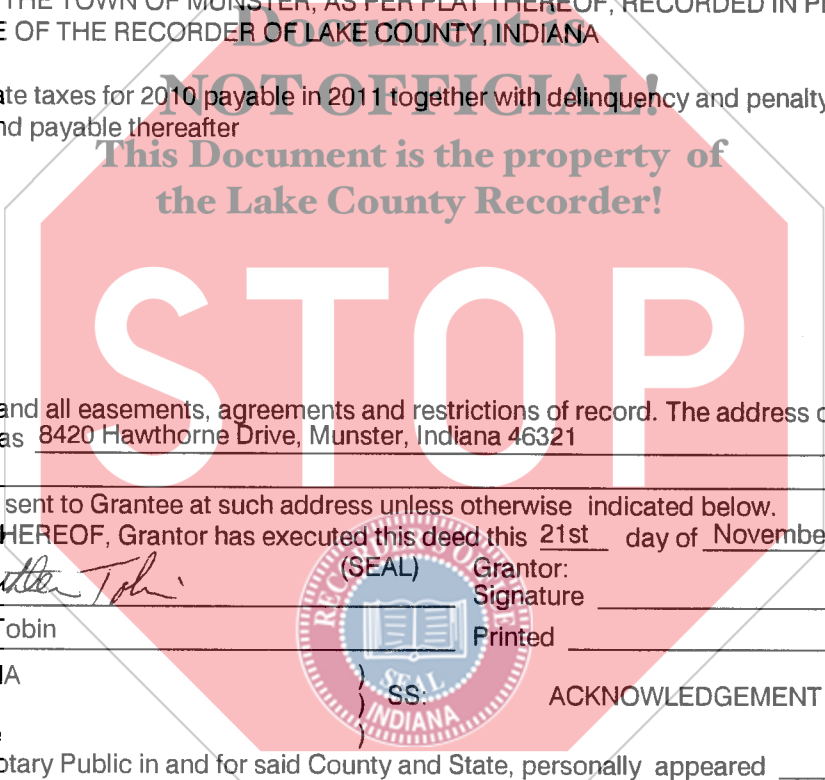 THE TOWN OF MUNSTER, AS PER PLAT THEREOF, RECORDED IN
OF THE RECORDER OF LAKE COUNTY, INDIANA
Document is
NOT OFFICIAL!
This Document is the property of
the Lake County Recorder!
taxes for 2010 payable in 2011 together with delinquency and penalty
payable thereafter
STOP
and all easements, agreements and restrictions of record. The address
as 8420 Hawthorne Drive, Munster, Indiana 46321
sent to Grantee at such address unless otherwise indicated below.
HEREOF, Grantor has executed this deed this 21st day of Novembe
(SEAL) Grantor:
Signature
Tobin
obin Printed
RECORDER'S OFFICE
SEAL
INDIANA
) SS: ACKNOWLEDGEMENT
)
)
otary Public in and for said County and State, personally appeared